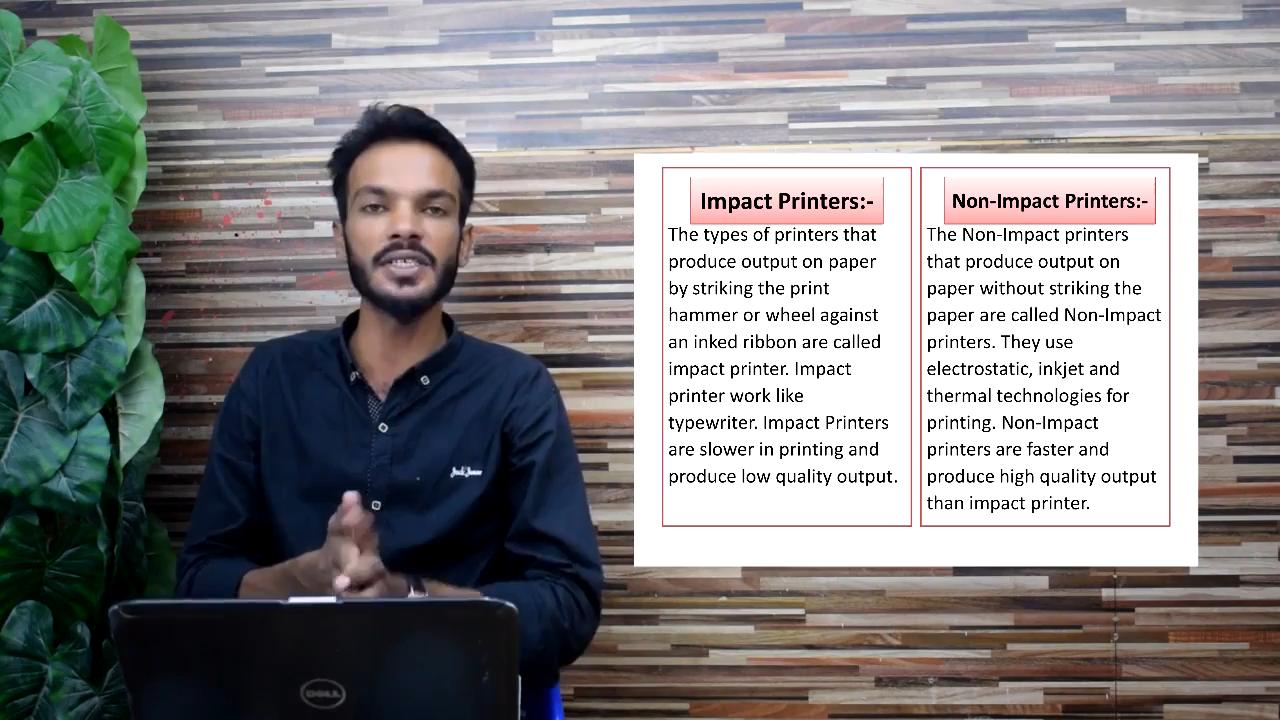 Impact Printers:-
The types of printers that
produce output on paper
by striking the print
hammer or wheel against
an inked ribbon are called
impact printer. Impact
printer work like
typewriter. Impact Printers
are slower in printing and
produce low quality output.
Non-Impact Printers:-
The Non-Impact printers
that produce output on
paper without striking the
paper are called Non-Impact
printers. They use
electrostatic, inkjet and
thermal technologies for
printing. Non-Impact
printers are faster and
produce high quality output
than impact printer.
DELL